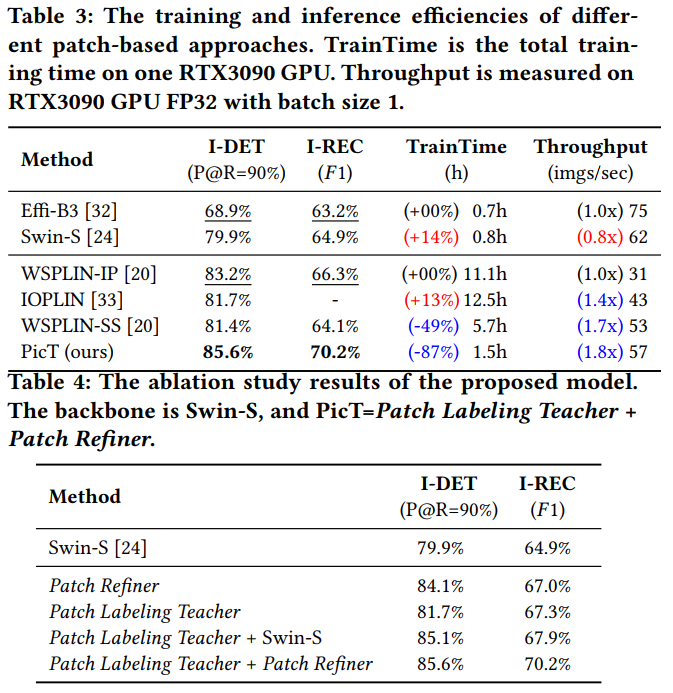 Table 3: The training and inference efficiencies of differ-
ent patch-based approaches. TrainTime is the total train-
ing time on one RTX3090 GPU. Throughput is measured on
RTX3090 GPU FP32 with batch size 1.
Method I-DET I-REC TrainTime Throughput
(P@R=90%) (F1) (h) (imgs/sec)
Effi-B3 [32] 68.9% 63.2% (+00%) 0.7h (1.0x) 75
Swin-S [24] 79.9% 64.9% (+14%) 0.8h (0.8x) 62
WSPLIN-IP [20] 83.2% 66.3% (+00%) 11.1h (1.0x) 31
IOPLIN [33] 81.7% - (+13%) 12.5h (1.4x) 43
WSPLIN-SS [20] 81.4% 64.1% (-49%) 5.7h (1.7x) 53
PicT (ours) 85.6% 70.2% (-87%) 1.5h (1.8x) 57
Table 4: The ablation study results of the proposed model.
The backbone is Swin-S, and PicT=Patch Labeling Teacher +
Patch Refiner.
Method I-DET I-REC
(P@R=90%) (F1)
Swin-S [24] 79.9% 64.9%
Patch Refiner 84.1% 67.0%
Patch Labeling Teacher 81.7% 67.3%
Patch Labeling Teacher + Swin-S 85.1% 67.9%
Patch Labeling Teacher + Patch Refiner 85.6% 70.2%